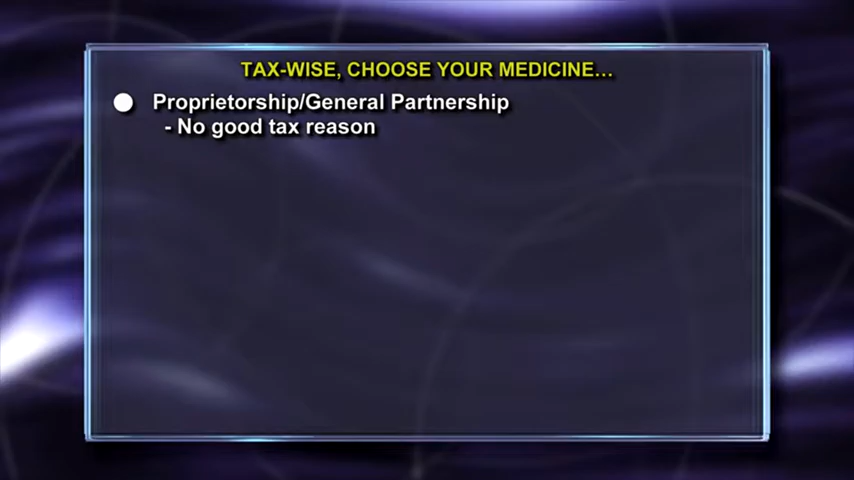 TAX-WISE, CHOOSE YOUR MEDICINE...
Proprietorship/General Partnership
- No good tax reason